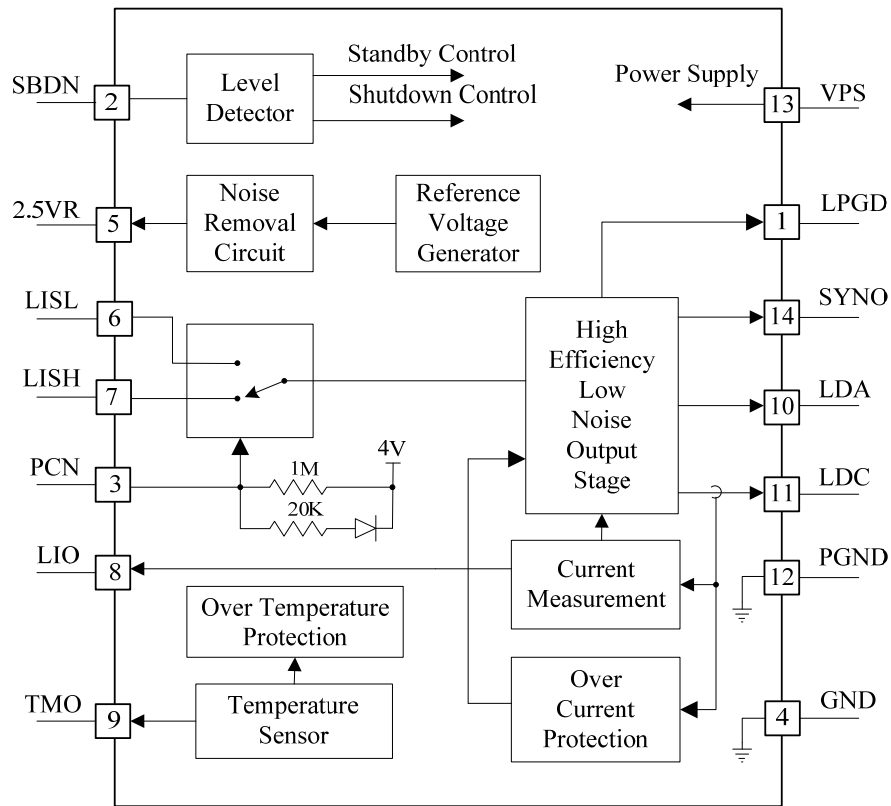 SBDN
2
Level
Detector
Standby Control
Shutdown Control
Power Supply
13
VPS
2.5VR
5
Noise
Removal
Circuit
Reference
Voltage
Generator
1
LPGD
LISL
6
High
Efficiency
Low
Noise
Output
Stage
14
SYNO
LISH
7
10
LDA
PCN
3
1M
4V
20K
11
LDC
LIO
8
Current
Measurement
12
PGND
Over Temperature
Protection
TMO
9
Temperature
Sensor
Over
Current
Protection
4
GND